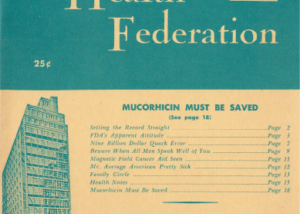 Health
Federation
25¢
MUCORHICIN MUST BE SAVED
(See page 18)
Setting the Record Straight Page 2
FDA's Apparent Attitude Page 3
Nine Billion Dollar Quack Error Page 7
Beware When All Men Speak Well of You Page 9
Magnetic Field Cancer Aid Seen Page 11
Mr. Average American Pretty Sick Page 12
Family Circle Page 13
Health Notes Page 15
Mucorhicin Must Be Saved Page 18